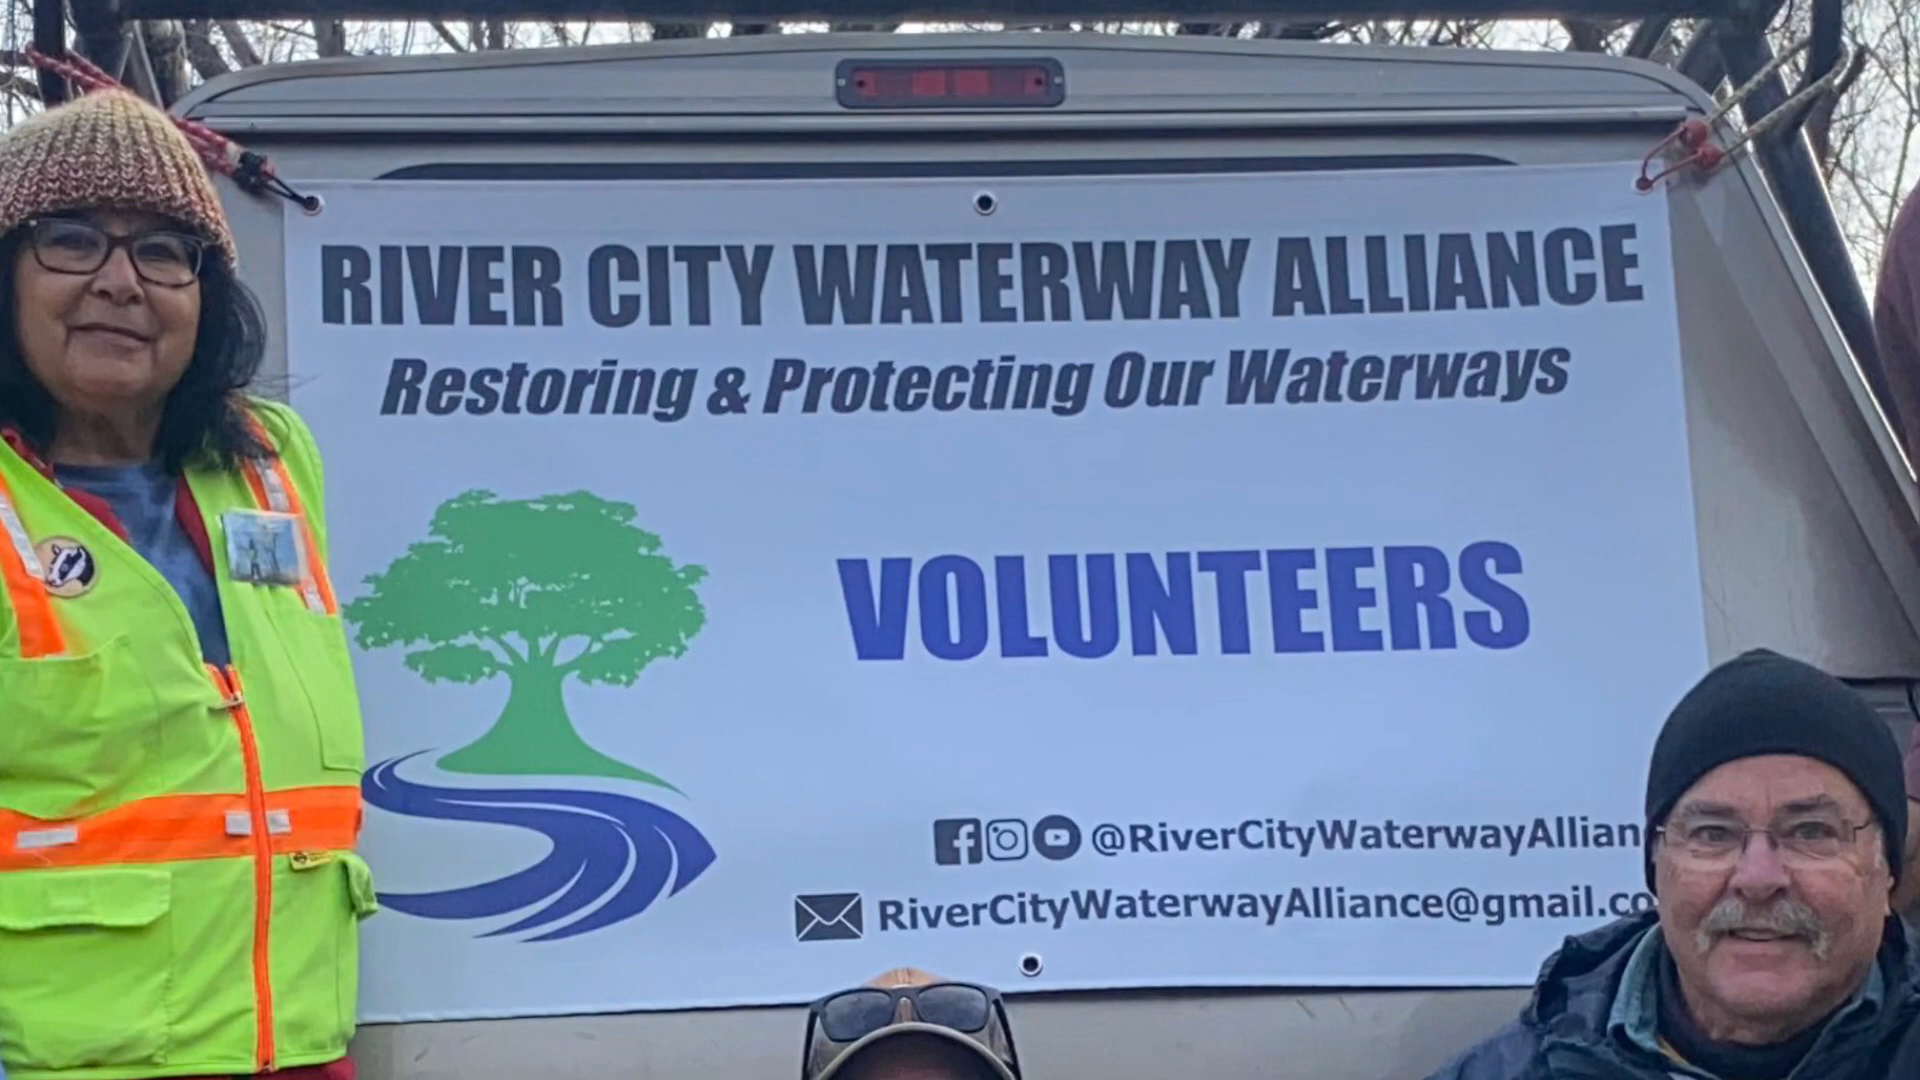 RIVER CITY WATERWAY ALLIANCE
Restoring & Protecting Our Waterways
VOLUNTEERS
@RiverCityWaterwayAllian
RiverCityWaterwayAlliance@gmail.co